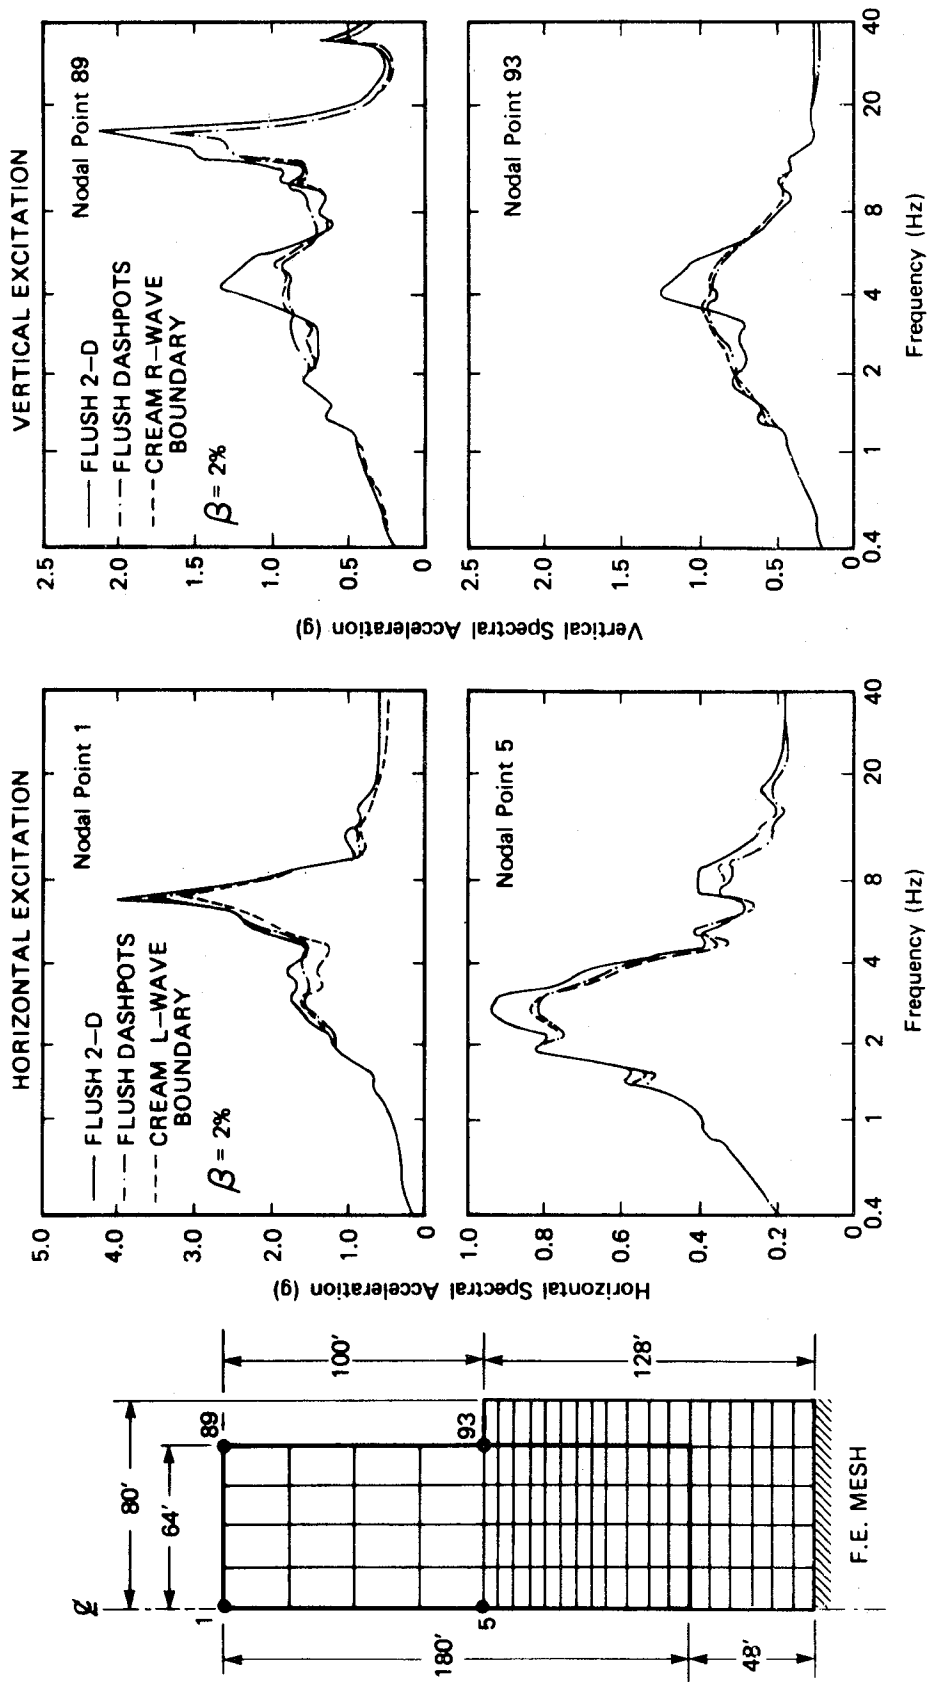 HORIZONTAL EXCITATION
Nodal Point 1
FLUSH 2–D
FLUSH DASHPOTS
CREAM L–WAVE
BOUNDARY
β = 2%
5.0
4.0
3.0
2.0
1.0
0
Nodal Point 5
1.0
0.8
0.6
0.4
0.2
0
0.4
1
2
4
8
20
40
Horizontal Spectral Acceleration (g)
Frequency (Hz)
VERTICAL EXCITATION
Nodal Point 89
FLUSH 2–D
FLUSH DASHPOTS
CREAM R–WAVE
BOUNDARY
β = 2%
2.5
2.0
1.5
1.0
0.5
0
Nodal Point 93
2.5
2.0
1.5
1.0
0.5
0
0.4
1
2
4
8
20
40
Vertical Spectral Acceleration (g)
Frequency (Hz)
℄
80′
64′
1
89
5
93
100′
128′
180′
48′
F.E. MESH